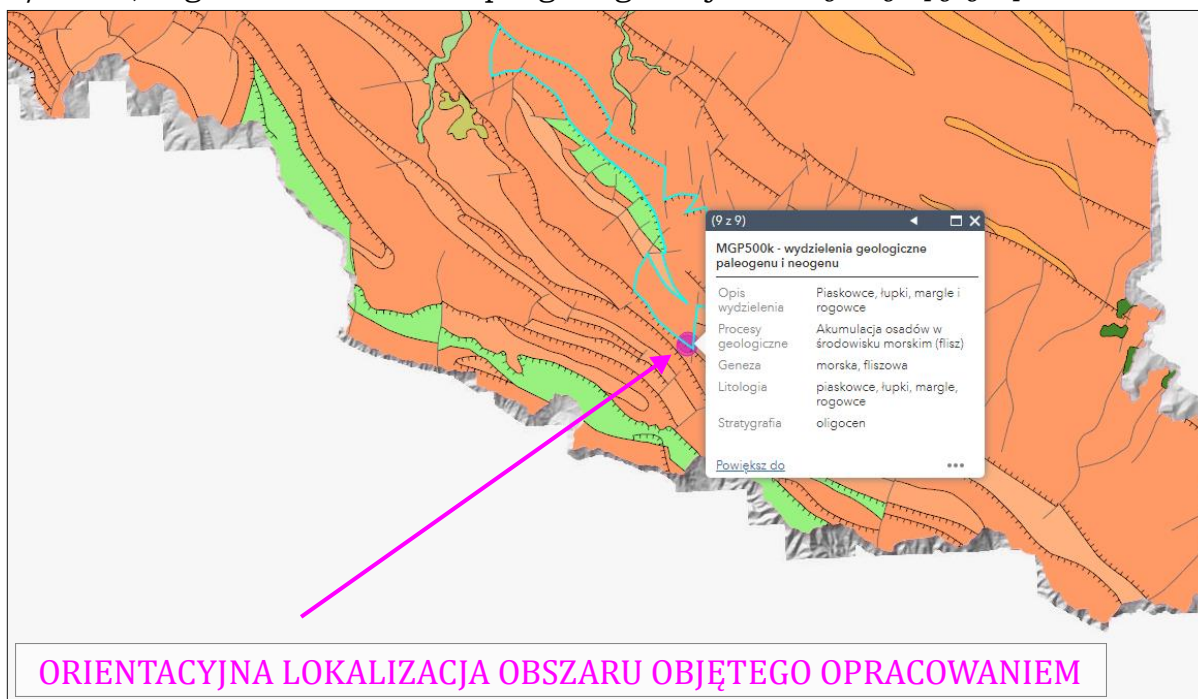 (9 z 9)
MGP500k - wydzielenia geologiczne
paleogenu i neogenu
Opis wydzielenia Piaskowce, łupki, margle i rogowce
Procesy geologiczne Akumulacja osadów w środowisku morskim (flisz)
Geneza morska, fliszowa
Litologia piaskowce, łupki, margle, rogowce
Stratygrafia oligocen
Powiększ do
ORIENTACYJNA LOKALIZACJA OBSZARU OBJĘTEGO OPRACOWANIEM